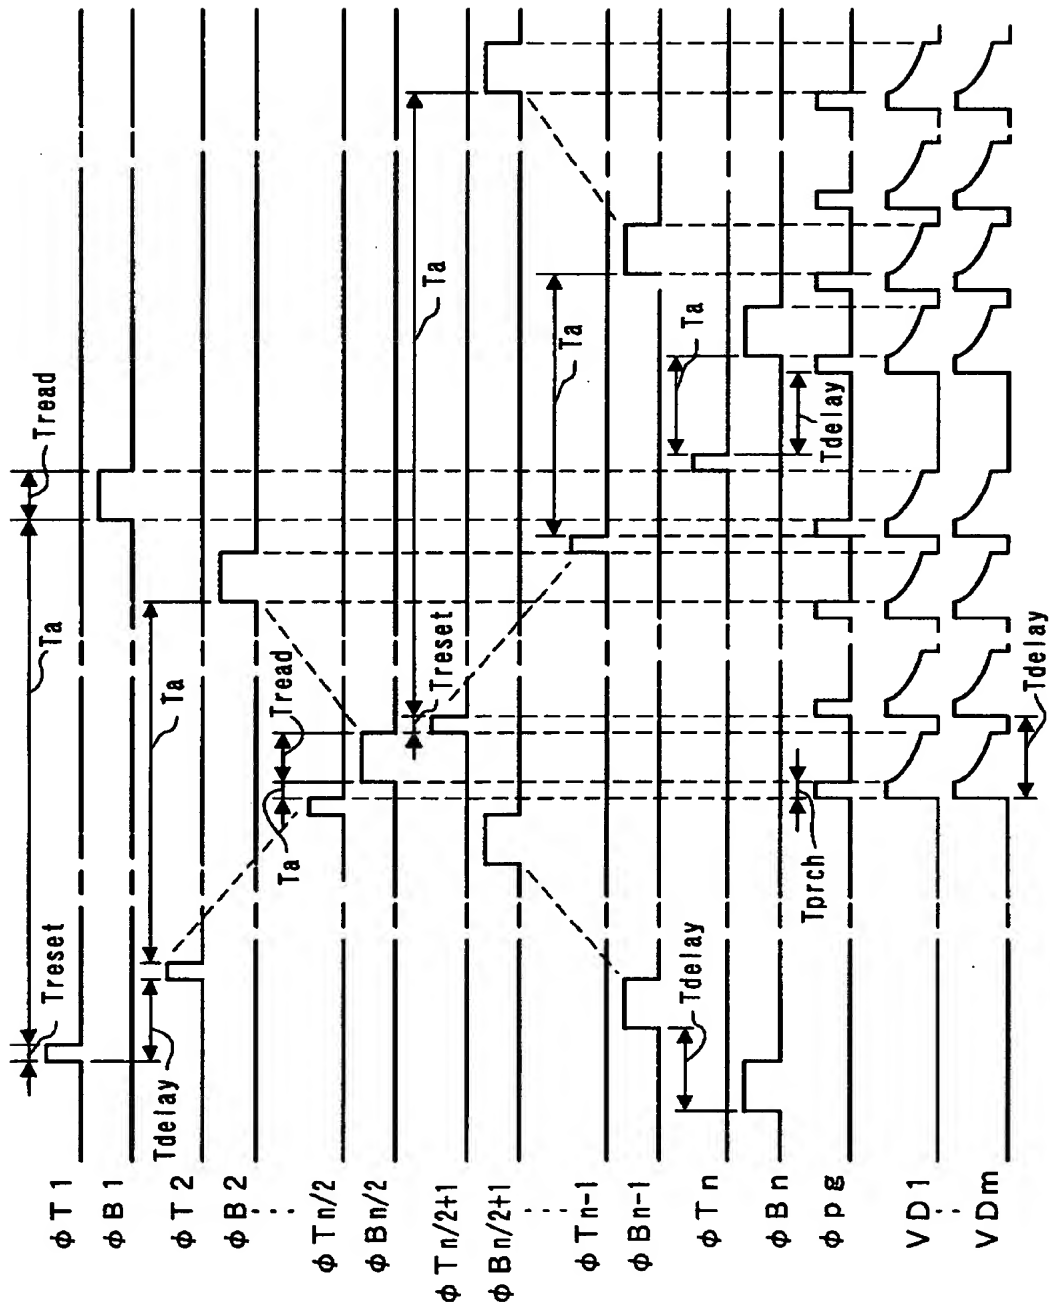 φT1
φB1
φT2
φB2
φTn/2
φBn/2
φTn/2+1
φBn/2+1
φTn-1
φBn-1
φTn
φBn
φpg
VD1
VDm
Treset
Ta
Tread
Tdelay
Ta
Ta
Tread
Treset
Ta
Ta
Tdelay
Ta
Tdelay
Tprch
Tdelay